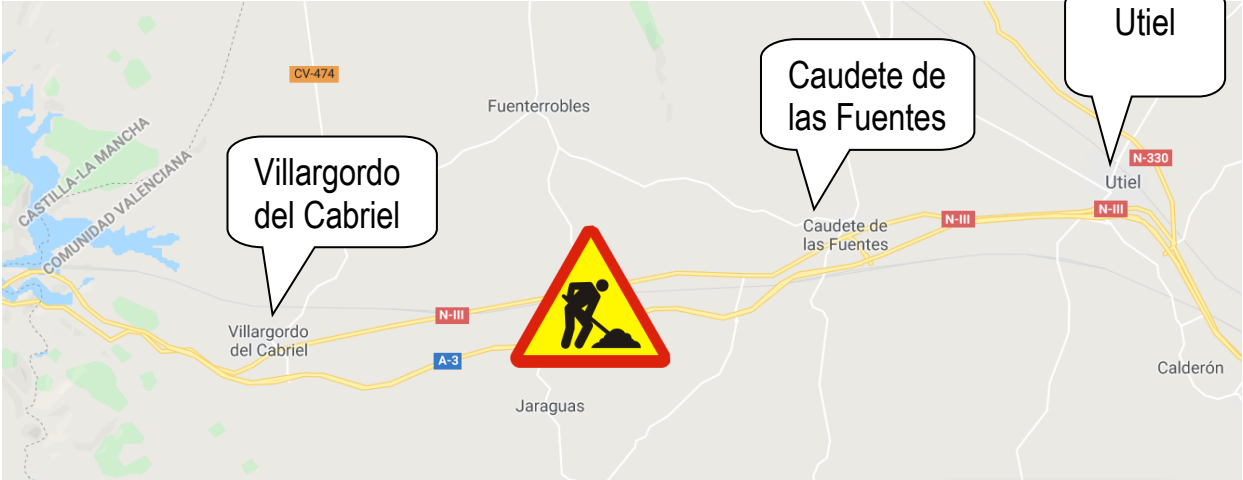 Utiel
Caudete de
las Fuentes
Villargordo
del Cabriel
CV-474
Fuenterrobles
CASTILLA-LA MANCHA
COMUNIDAD VALENCIANA
N-330
Utiel
N-III
N-III
Caudete de
las Fuentes
N-III
Villargordo
del Cabriel
A-3
Calderón
Jaraguas